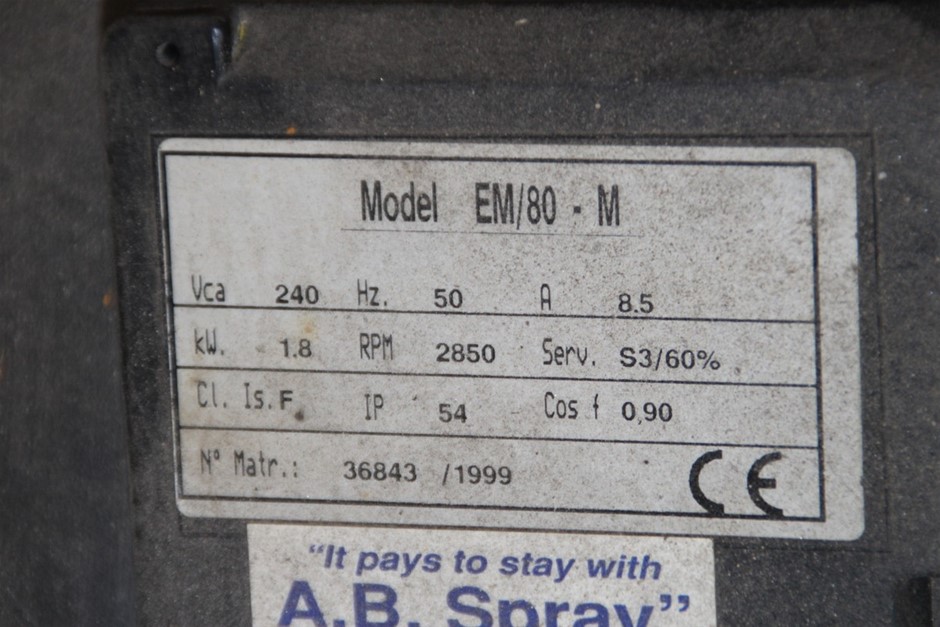 Model EM/80 - M
Vca 240 Hz. 50 A 8.5
kW. 1.8 RPM 2850 Serv. S3/60%
Cl. Is. F IP 54 Cos f 0,90
N° Matr.: 36843 /1999 CE
"It pays to stay with
A.B. Spray"